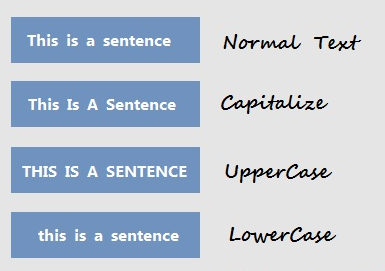 This is a sentence Normal Text
This Is A Sentence Capitalize
THIS IS A SENTENCE UpperCase
this is a sentence LowerCase